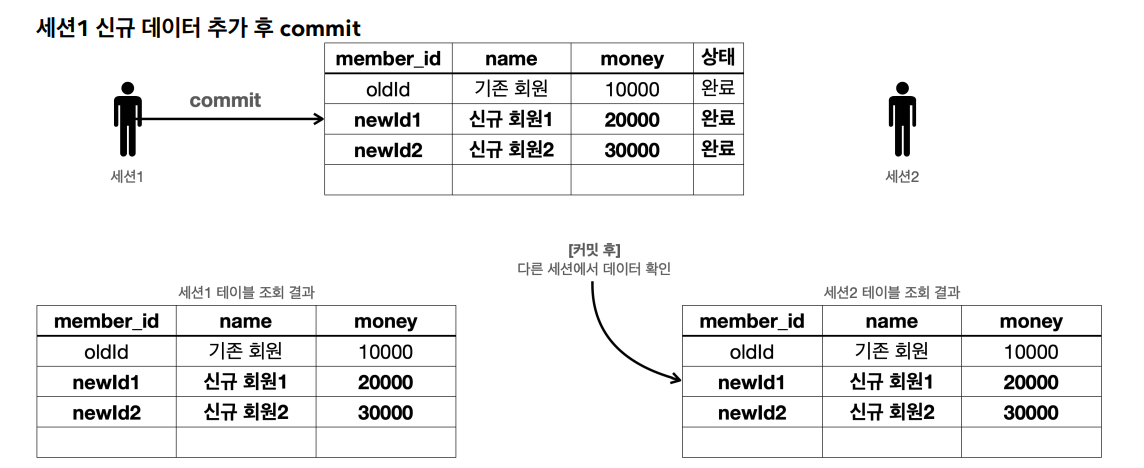 세션1 신규 데이터 추가 후 commit
member_id name money 상태
oldId 기존 회원 10000 완료
newId1 신규 회원1 20000 완료
newId2 신규 회원2 30000 완료
commit
세션1
세션2
[커밋 후]
다른 세션에서 데이터 확인
세션1 테이블 조회 결과
member_id name money
oldId 기존 회원 10000
newId1 신규 회원1 20000
newId2 신규 회원2 30000
세션2 테이블 조회 결과
member_id name money
oldId 기존 회원 10000
newId1 신규 회원1 20000
newId2 신규 회원2 30000